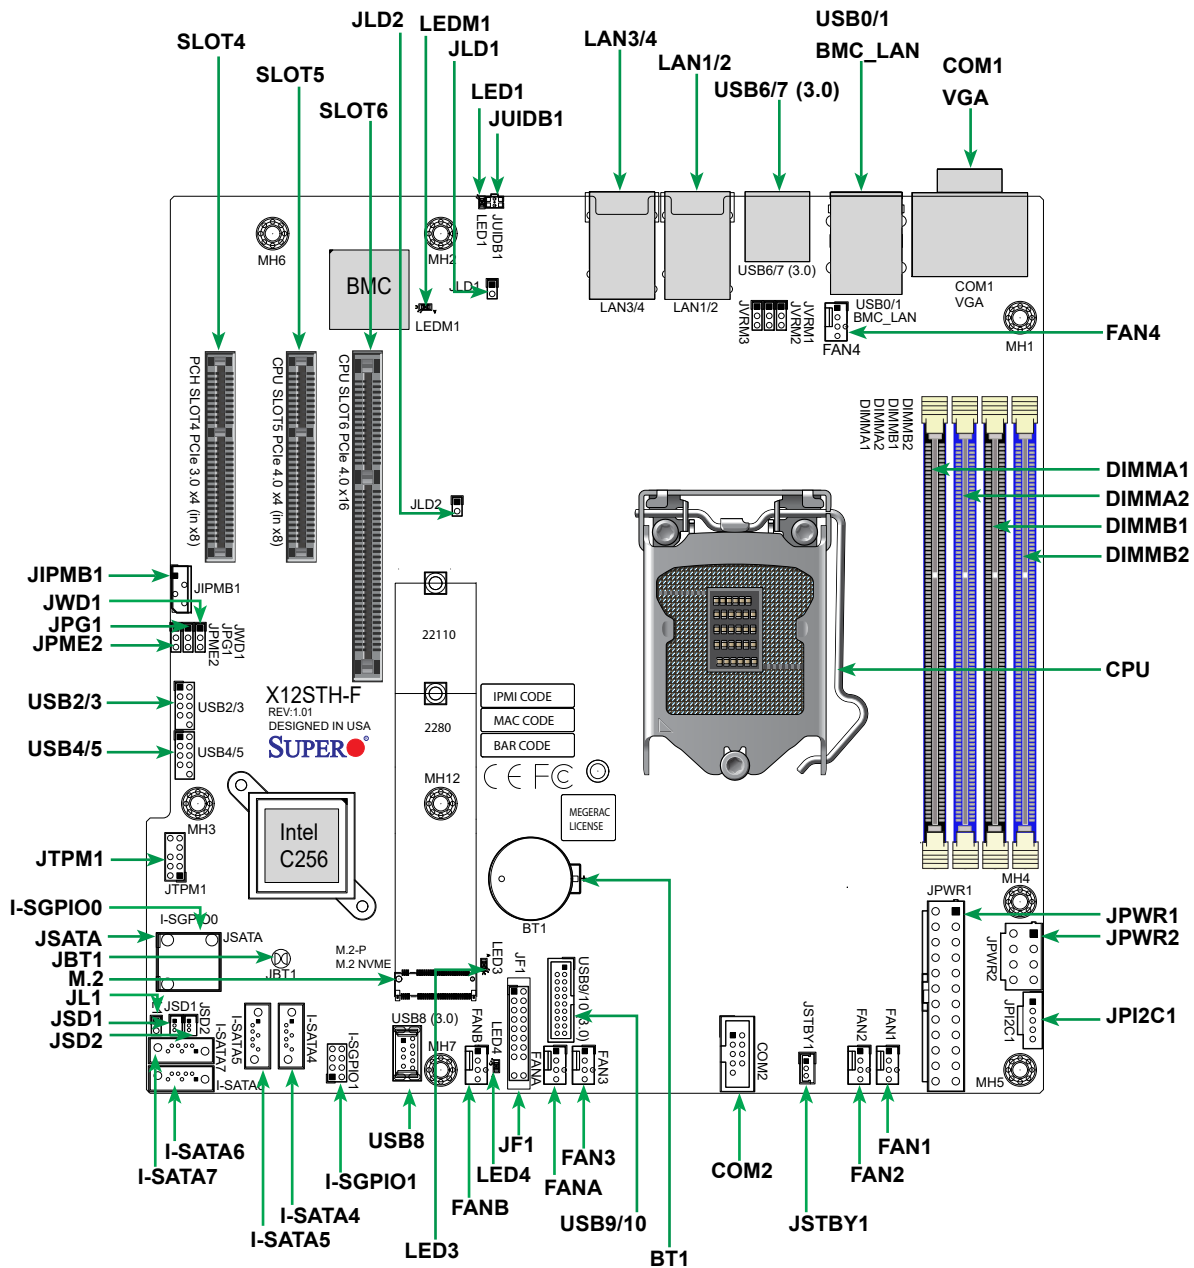 JLD2
LEDM1
JLD1
USB0/1
BMC_LAN
SLOT4
LAN3/4
LAN1/2
COM1
VGA
SLOT5
USB6/7 (3.0)
LED1
SLOT6
JUIDB1
LED1
JUIDB1
MH6
MH2
BMC
JLD1
LEDM1
USB6/7 (3.0)
LAN3/4
LAN1/2
USB0/1
BMC_LAN
COM1
VGA
JVRM3
JVRM2
JVRM1
FAN4
MH1
FAN4
PCH SLOT4 PCIe 3.0 x4 (in x8)
CPU SLOT5 PCIe 4.0 x4 (in x8)
CPU SLOT6 PCIe 4.0 x16
DIMMA1
DIMMA2
DIMMB1
DIMMB2
DIMMA1
DIMMA2
DIMMB1
DIMMB2
JLD2
JIPMB1
JIPMB1
JWD1
JPG1
JPME2
JPME2
JPG1
JWD1
22110
CPU
USB2/3
USB2/3
X12STH-F
REV:1.01
DESIGNED IN USA
SUPER
IPMI CODE
MAC CODE
BAR CODE
2280
USB4/5
USB4/5
CE FC
MH12
MH3
MEGERAC
LICENSE
Intel
C256
JTPM1
JTPM1
BT1
MH4
JPWR1
I-SGPIO0
I-SGPIO0
JSATA
JSATA
JPWR1
JPWR2
JPWR2
JBT1
JBT1
M.2
M.2-P
M.2 NVME
LED3
JF1
USB9/10(3.0)
JL1
JSD1
JSD1
JSD2
JSD2
I-SATA7
I-SATA5
I-SATA4
I-SGPIO1
USB8 (3.0)
FANB
LED4
MH7
FANA
FAN3
COM2
JSTBY1
FAN2
FAN1
JPI2C1
JPI2C1
MH5
I-SATA6
I-SATA7
USB8
JF1
I-SGPIO1
LED4
FAN3
FANA
FANB
COM2
FAN1
FAN2
I-SATA4
I-SATA5
LED3
USB9/10
BT1
JSTBY1